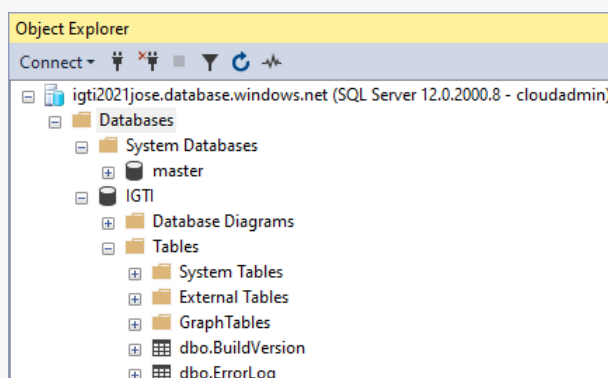 Object Explorer
Connect
igti2021jose.database.windows.net (SQL Server 12.0.2000.8 - cloudadmin)
Databases
System Databases
master
IGTI
Database Diagrams
Tables
System Tables
External Tables
GraphTables
dbo.BuildVersion
dbo.ErrorLog